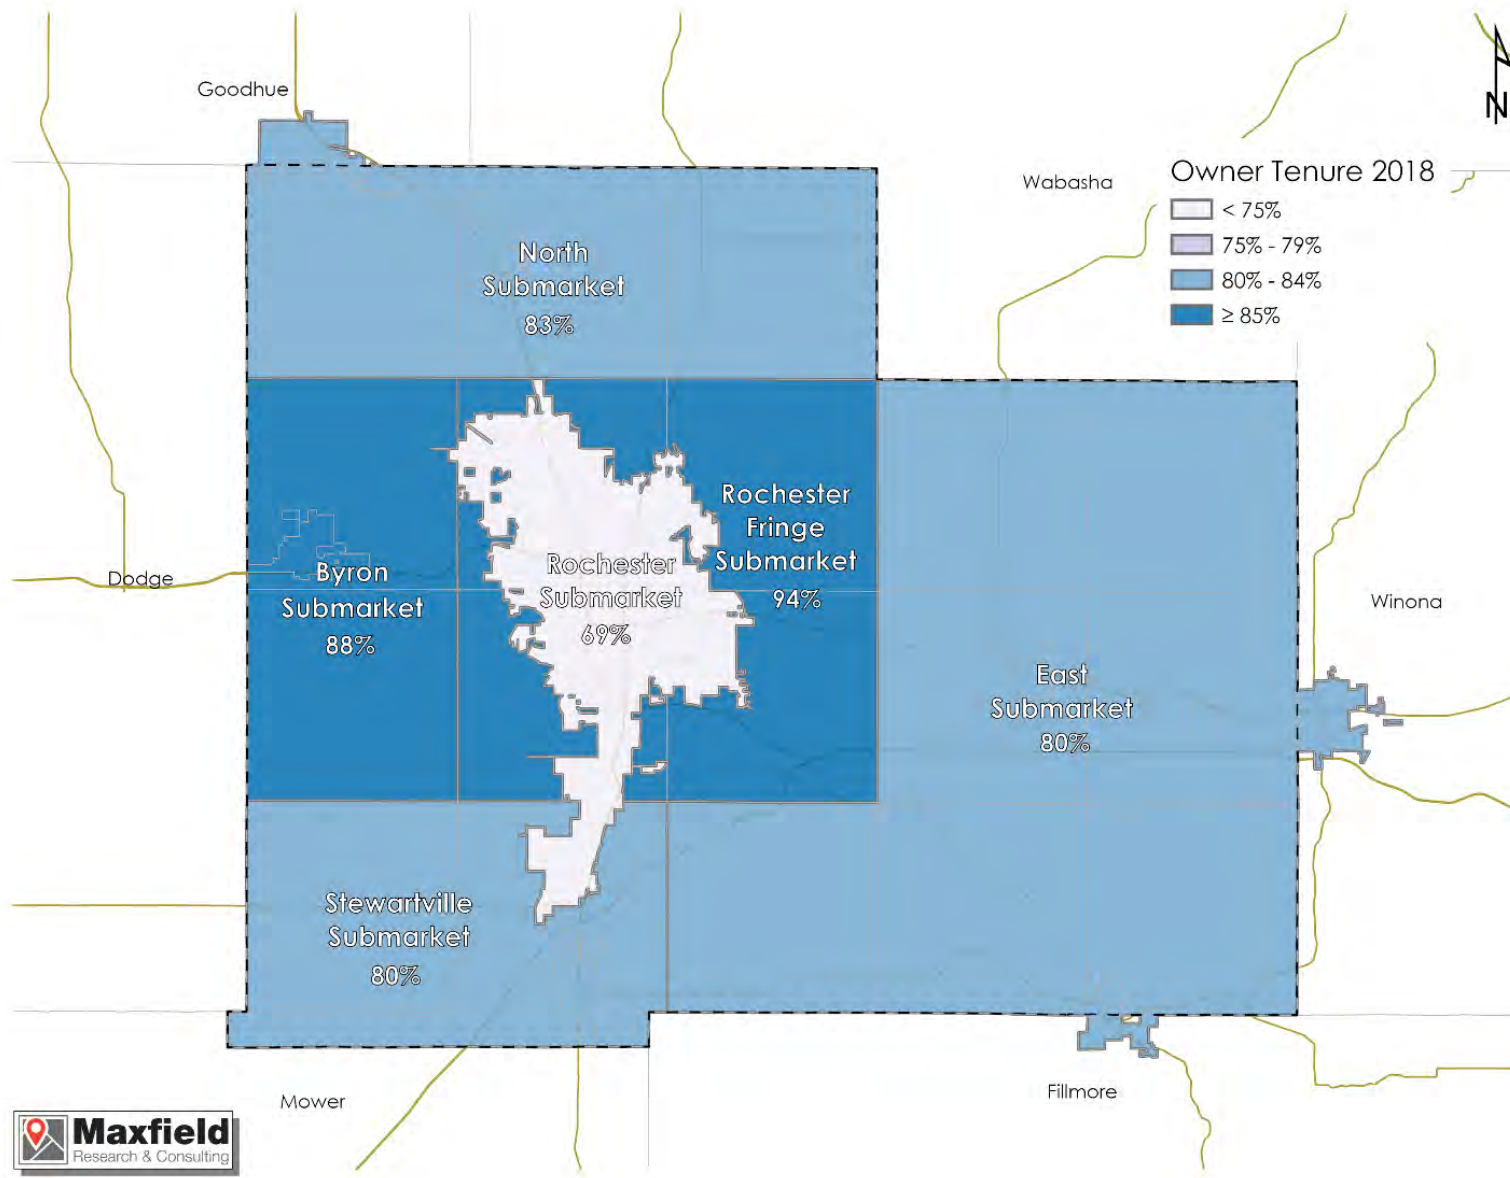 Goodhue
N
Wabasha
Owner Tenure 2018
< 75%
75% - 79%
80% - 84%
≥ 85%
North
Submarket
83%
Rochester
Fringe
Submarket
94%
Rochester
Submarket
69%
Byron
Submarket
88%
Dodge
Winona
East
Submarket
80%
Stewartville
Submarket
80%
Mower
Fillmore
Maxfield
Research & Consulting